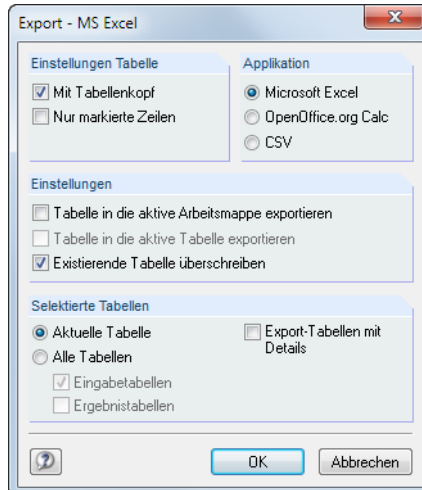 Export - MS Excel
Einstellungen Tabelle
Mit Tabellenkopf
Nur markierte Zeilen
Applikation
Microsoft Excel
OpenOffice.org Calc
CSV
Einstellungen
Tabelle in die aktive Arbeitsmappe exportieren
Tabelle in die aktive Tabelle exportieren
Existierende Tabelle überschreiben
Selektierte Tabellen
Aktuelle Tabelle
Alle Tabellen
Eingabetabellen
Ergebnistabellen
Export-Tabellen mit
Details
OK
Abbrechen